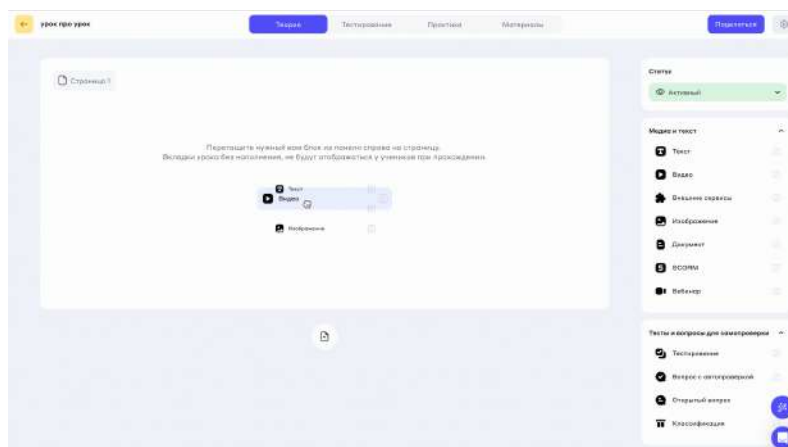 урок про урок
Теория
Тестирование
Практика
Материалы
Поделиться
Страница 1
Перетащите нужный вам блок из панели справа на страницу.
Вкладки урока без наполнения, не будут отображаться у учеников при прохождении.
Текст
Видео
Изображение
Статус
Активный
Медиа и текст
Текст
Видео
Внешние сервисы
Изображение
Документ
SCORM
Вебинар
Тесты и вопросы для самопроверки
Тестирование
Вопрос с автопроверкой
Открытый вопрос
Классификация